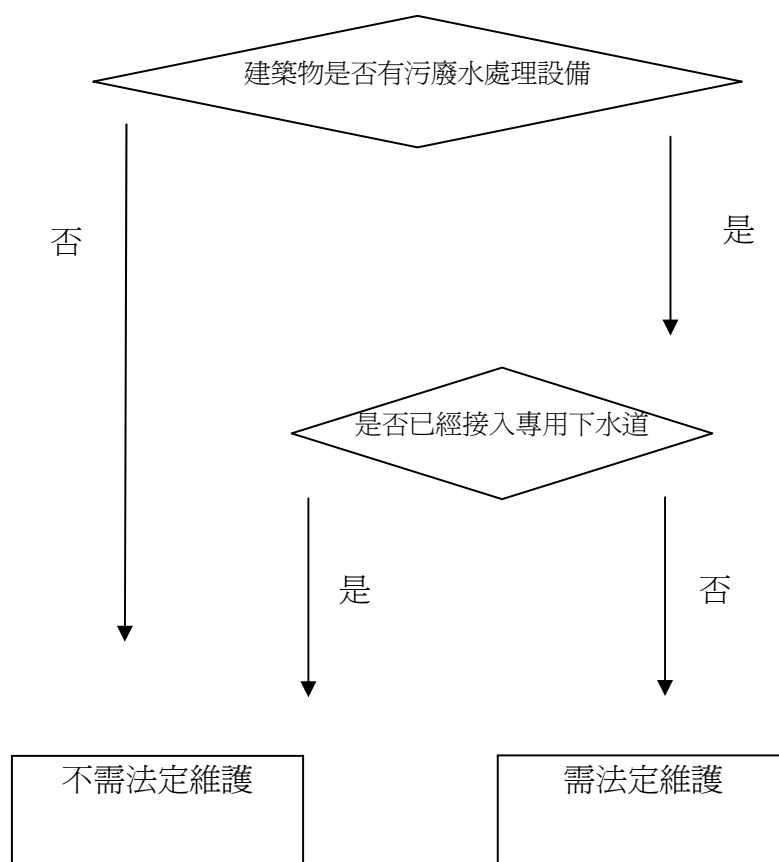 建築物是否有污廢水處理設備
否
是
是否已經接入專用下水道
是
否
不需法定維護
需法定維護